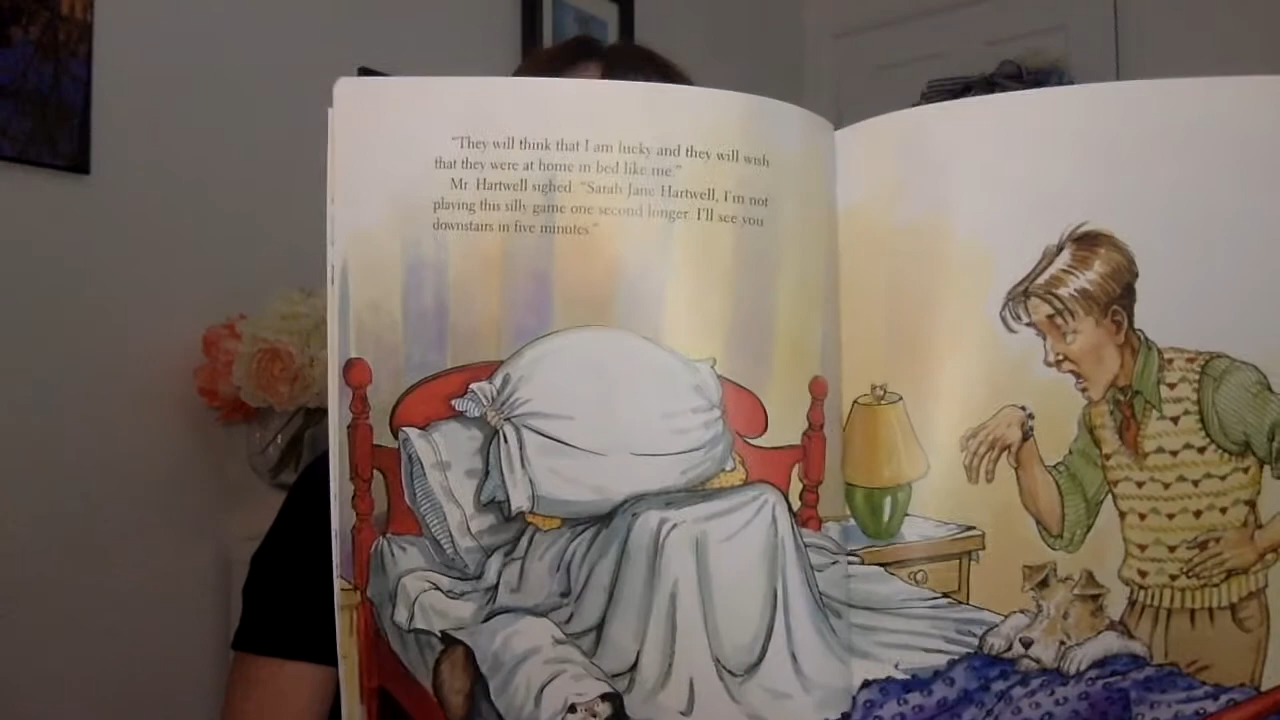 "They will think that I am lucky and they will wish
that they were at home in bed like me."
Mr. Hartwell sighed. "Sarah Jane Hartwell, I'm not
playing this silly game one second longer. I'll see you
downstairs in five minutes."